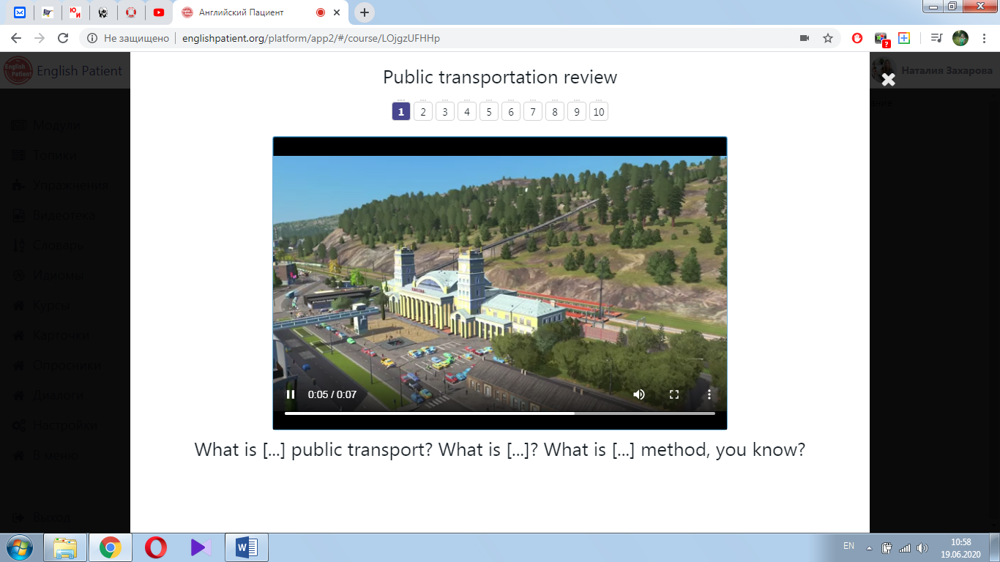 Английский Пациент
Не защищено
englishpatient.org/platform/app2/#/course/LOjgzUFHHp
English Patient
English Patient
Наталия Захарова
Public transportation review
1 2 3 4 5 6 7 8 9 10
Модули
Топики
Упражнения
Видеотека
Словарь
Идиомы
Курсы
Карточки
Опросники
Диалоги
Настройки
В меню
Выход
0:05 / 0:07
What is [...] public transport? What is [...]? What is [...] method, you know?
EN
10:58
19.06.2020